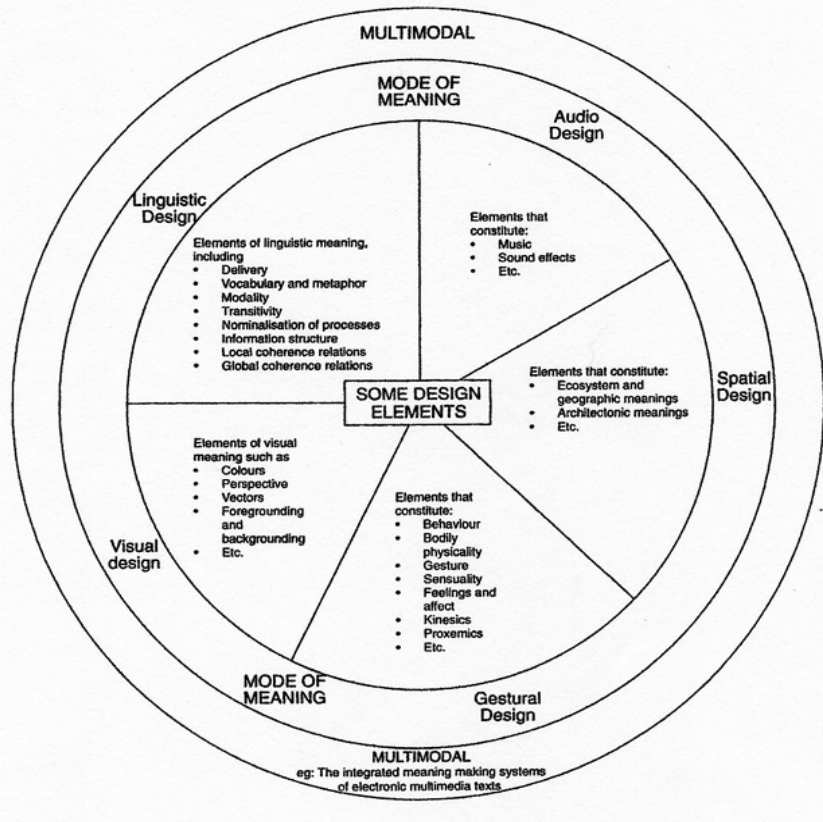 MULTIMODAL
MODE OF
MEANING
Audio
Design
Linguistic
Design
Elements of linguistic meaning,
including
• Delivery
• Vocabulary and metaphor
• Modality
• Transitivity
• Nominalisation of processes
• Information structure
• Local coherence relations
• Global coherence relations
Elements that
constitute:
• Music
• Sound effects
• Etc.
Elements that constitute:
• Ecosystem and
geographic meanings
• Architectonic meanings
• Etc.
Spatial
Design
SOME DESIGN
ELEMENTS
Elements of visual
meaning such as
• Colours
• Perspective
• Vectors
• Foregrounding
and
backgrounding
• Etc.
Visual
design
Elements that
constitute:
• Behaviour
• Bodily
physicality
• Gesture
• Sensuality
• Feelings and
affect
• Kinesics
• Proxemics
• Etc.
MODE OF
MEANING
Gestural
Design
MULTIMODAL
eg: The integrated meaning making systems
of electronic multimedia texts